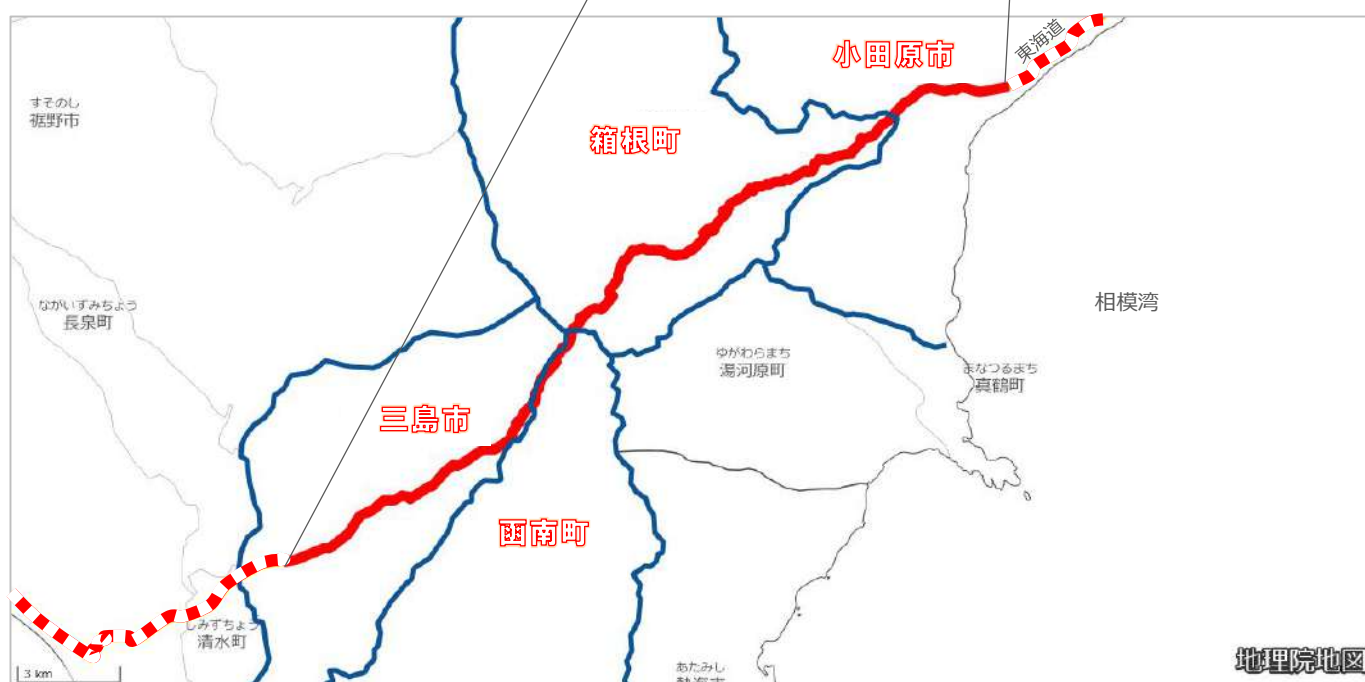 小田原市
東海道
すそのし
裾野市
箱根町
ながいずみちょう
長泉町
相模湾
ゆがわらまち
湯河原町
まなつるまち
真鶴町
三島市
函南町
しみずちょう
清水町
あたみし
熱海市
3 km
地理院地図